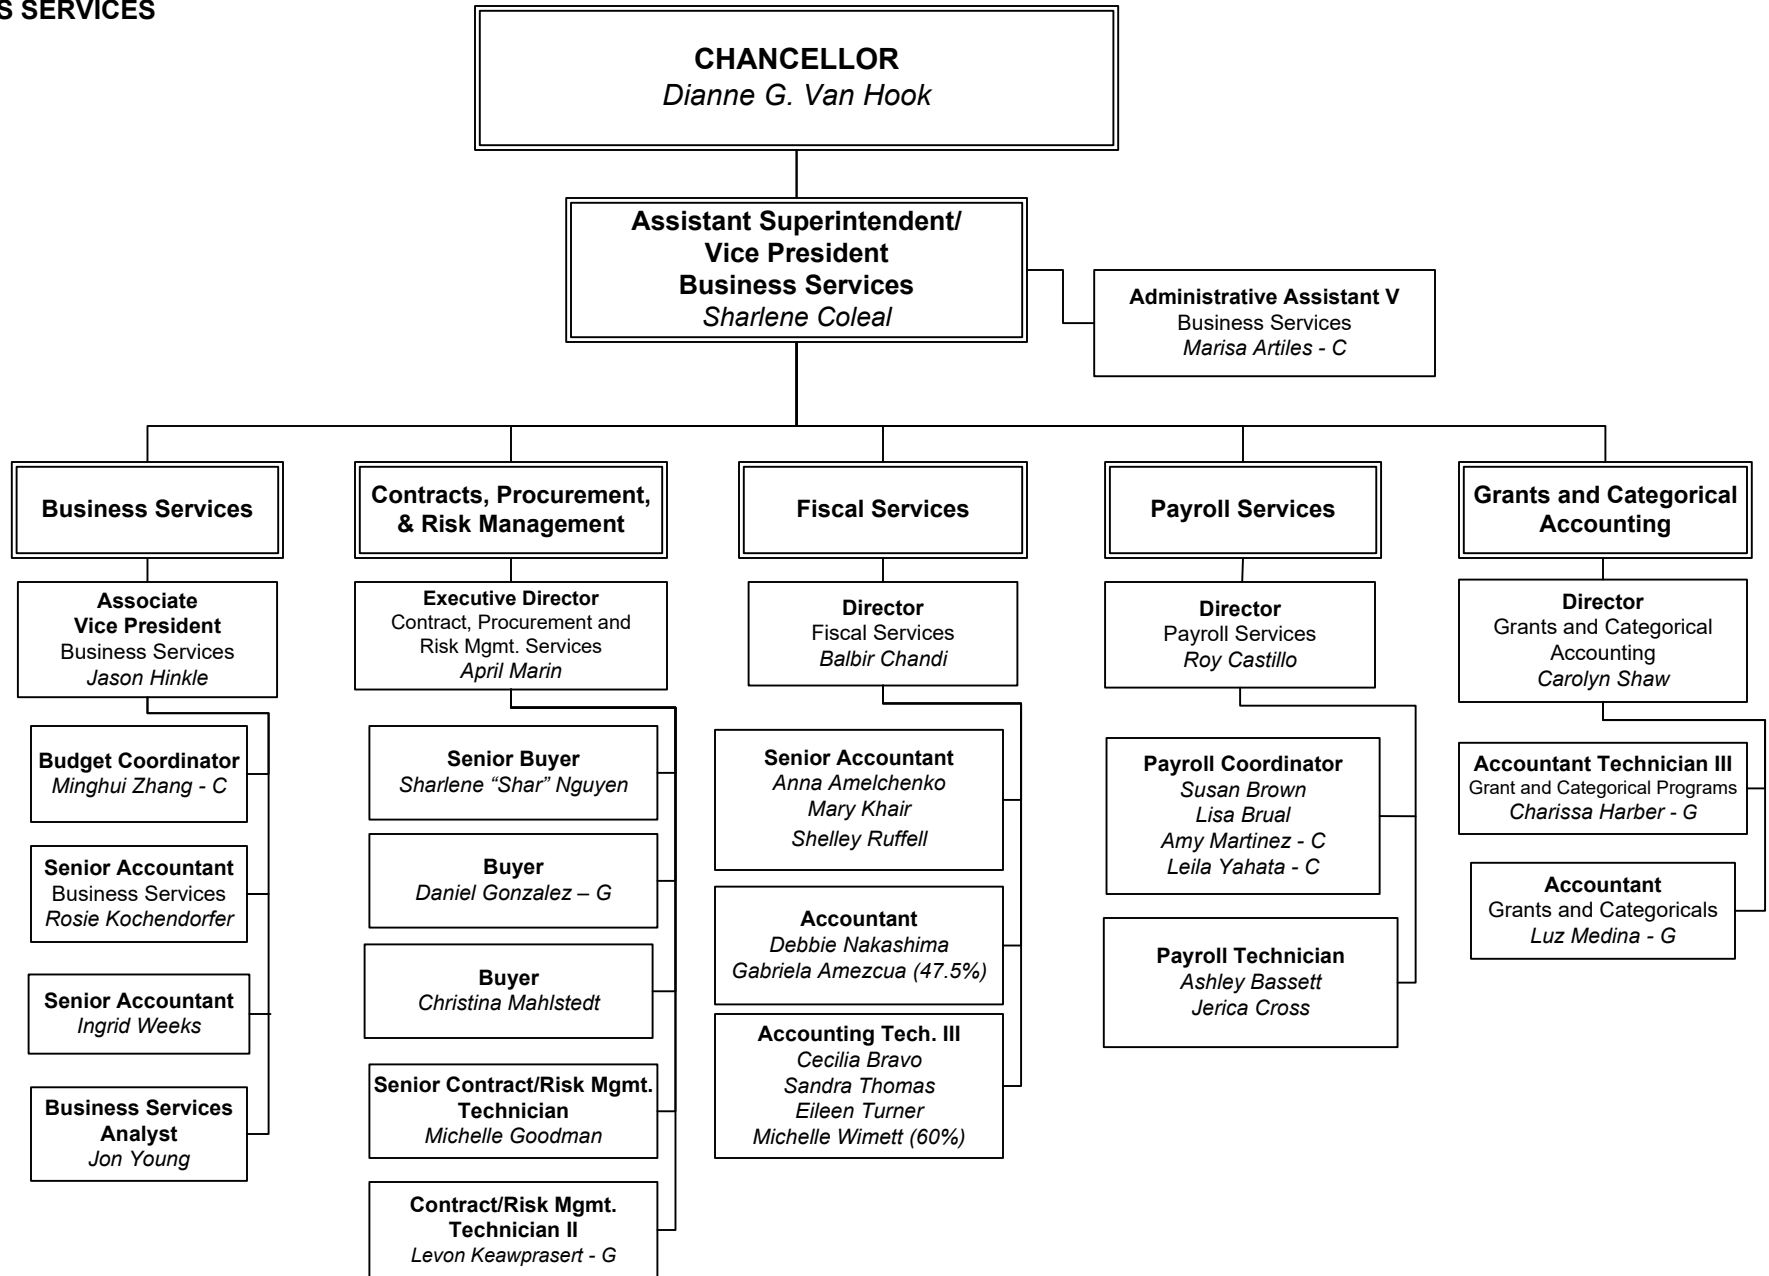 S SERVICES
CHANCELLOR
Dianne G. Van Hook
Assistant Superintendent/
Vice President
Business Services
Sharlene Coleal
Administrative Assistant V
Business Services
Marisa Artiles - C
Business Services
Contracts, Procurement,
& Risk Management
Fiscal Services
Payroll Services
Grants and Categorical
Accounting
Associate
Vice President
Business Services
Jason Hinkle
Budget Coordinator
Minghui Zhang - C
Senior Accountant
Business Services
Rosie Kochendorfer
Senior Accountant
Ingrid Weeks
Business Services
Analyst
Jon Young
Executive Director
Contract, Procurement and
Risk Mgmt. Services
April Marin
Senior Buyer
Sharlene “Shar” Nguyen
Buyer
Daniel Gonzalez – G
Buyer
Christina Mahlstedt
Senior Contract/Risk Mgmt.
Technician
Michelle Goodman
Contract/Risk Mgmt.
Technician II
Levon Keawprasert - G
Director
Fiscal Services
Balbir Chandi
Senior Accountant
Anna Amelchenko
Mary Khair
Shelley Ruffell
Accountant
Debbie Nakashima
Gabriela Amezcua (47.5%)
Accounting Tech. III
Cecilia Bravo
Sandra Thomas
Eileen Turner
Michelle Wimett (60%)
Director
Payroll Services
Roy Castillo
Payroll Coordinator
Susan Brown
Lisa Brual
Amy Martinez - C
Leila Yahata - C
Payroll Technician
Ashley Bassett
Jerica Cross
Director
Grants and Categorical
Accounting
Carolyn Shaw
Accountant Technician III
Grant and Categorical Programs
Charissa Harber - G
Accountant
Grants and Categoricals
Luz Medina - G